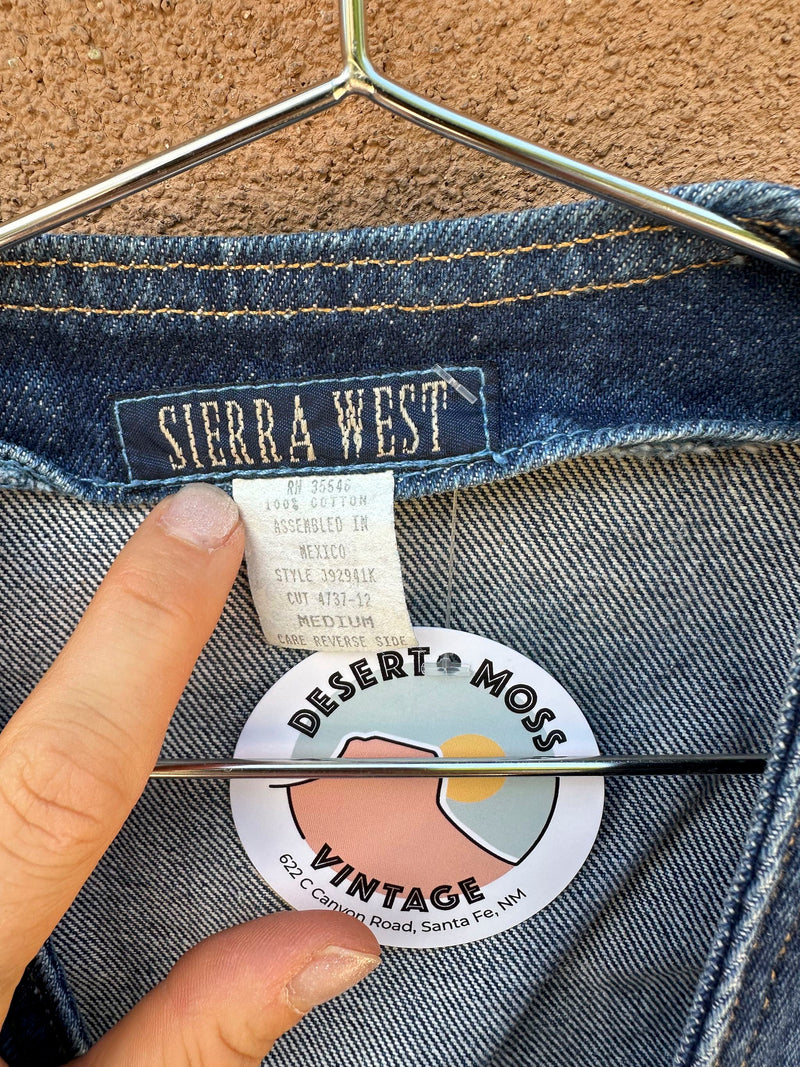 SIERRA WEST
RN 35546
100% COTTON
ASSEMBLED IN
MEXICO
STYLE J92941K
CUT 4737-12
MEDIUM
CARE REVERSE SIDE
DESERT MOSS
VINTAGE
622 C Canyon Road, Santa Fe, NM